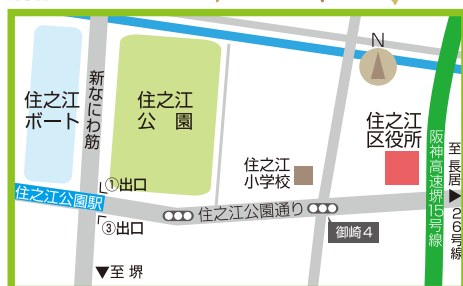 N
住之江
ボート
新なにわ筋
住之江
公園
住之江
区役所
住之江
小学校
①出口
住之江公園駅
③出口
住之江公園通り
御崎4
▼至 堺
阪神高速堺15号線
至 長居▶26号線